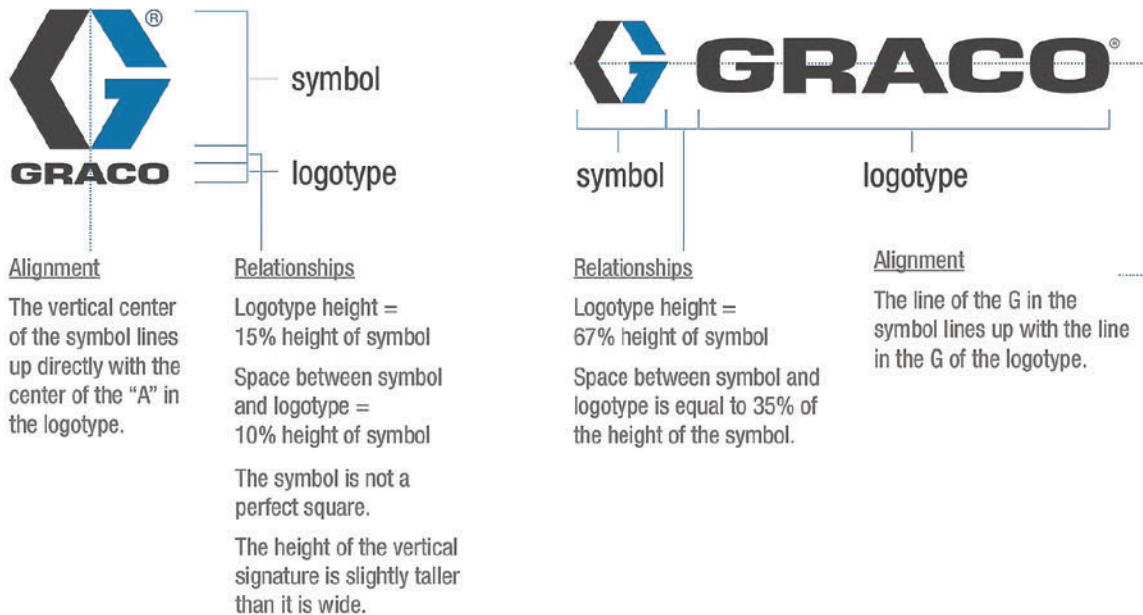 ®
symbol
GRACO
logotype
Alignment
The vertical center
of the symbol lines
up directly with the
center of the “A” in
the logotype.
Relationships
Logotype height =
15% height of symbol
Space between symbol
and logotype =
10% height of symbol
The symbol is not a
perfect square.
The height of the vertical
signature is slightly taller
than it is wide.
GRACO®
symbol
logotype
Relationships
Logotype height =
67% height of symbol
Space between symbol and
logotype is equal to 35% of
the height of the symbol.
Alignment
The line of the G in the
symbol lines up with the line
in the G of the logotype.